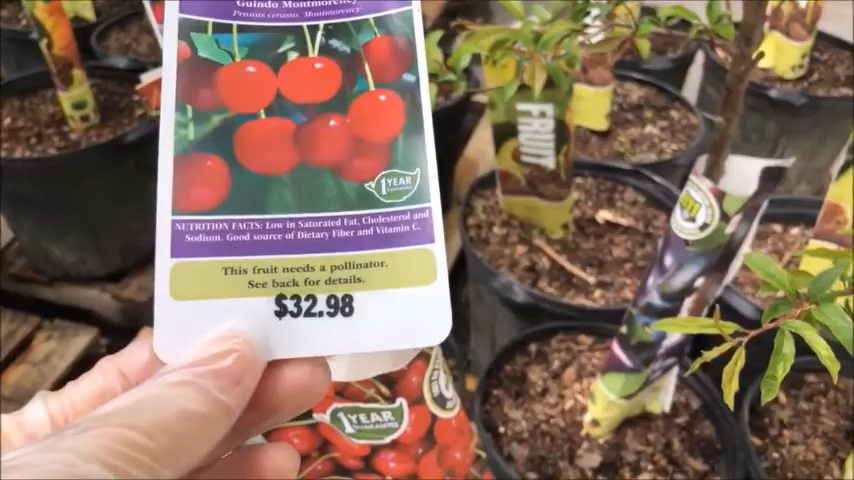 Guindo Montmorency
Prunus cerasus 'Montmorency'
1 YEAR
NUTRITION FACTS: Low in Saturated Fat, Cholesterol and
Sodium. Good source of Dietary Fiber and Vitamin C.
This fruit needs a pollinator.
See back for details.
$32.98
FRUIT
1 YEAR